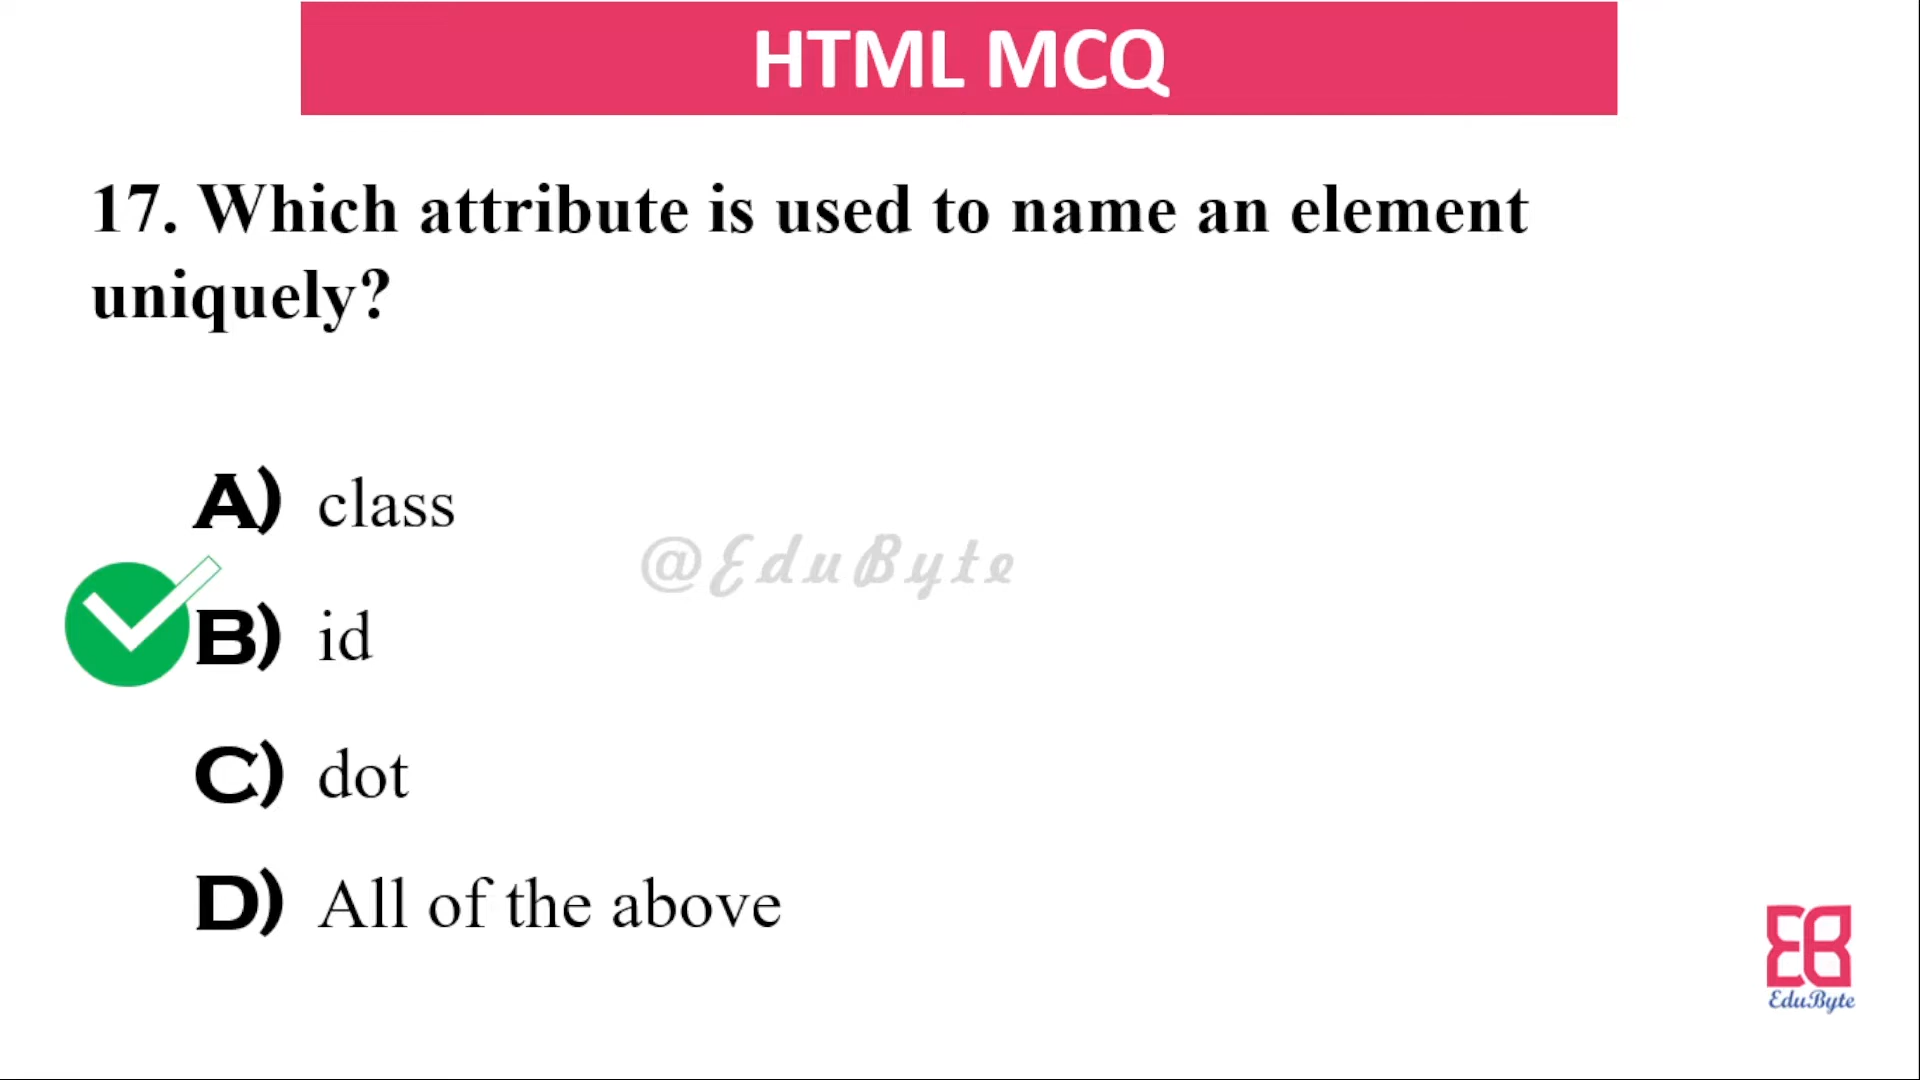 HTML MCQ
17. Which attribute is used to name an element
uniquely?
A) class
@EduByte
B) id
C) dot
D) All of the above
EB
EduByte